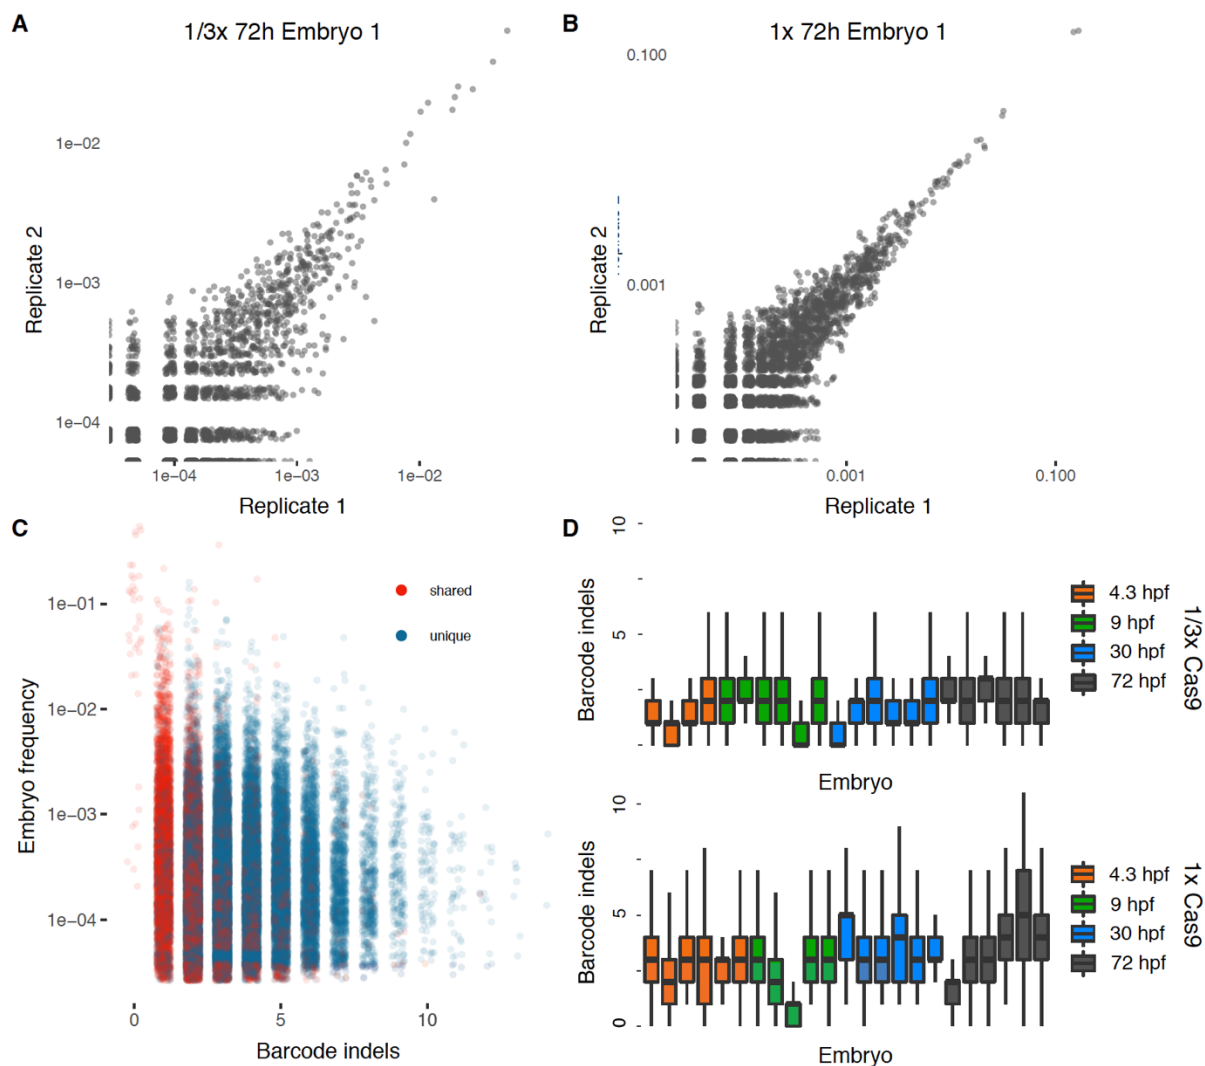 A
1/3x 72h Embryo 1
1e−02
1e−03
1e−04
Replicate 2
1e−04
1e−03
1e−02
Replicate 1
B
1x 72h Embryo 1
0.100
0.001
Replicate 2
0.001
0.100
Replicate 1
C
shared
unique
1e−01
1e−02
1e−03
1e−04
Embryo frequency
0
5
10
Barcode indels
D
10
5
Barcode indels
Embryo
4.3 hpf
9 hpf
30 hpf
72 hpf
1/3x Cas9
10
5
0
Barcode indels
Embryo
4.3 hpf
9 hpf
30 hpf
72 hpf
1x Cas9